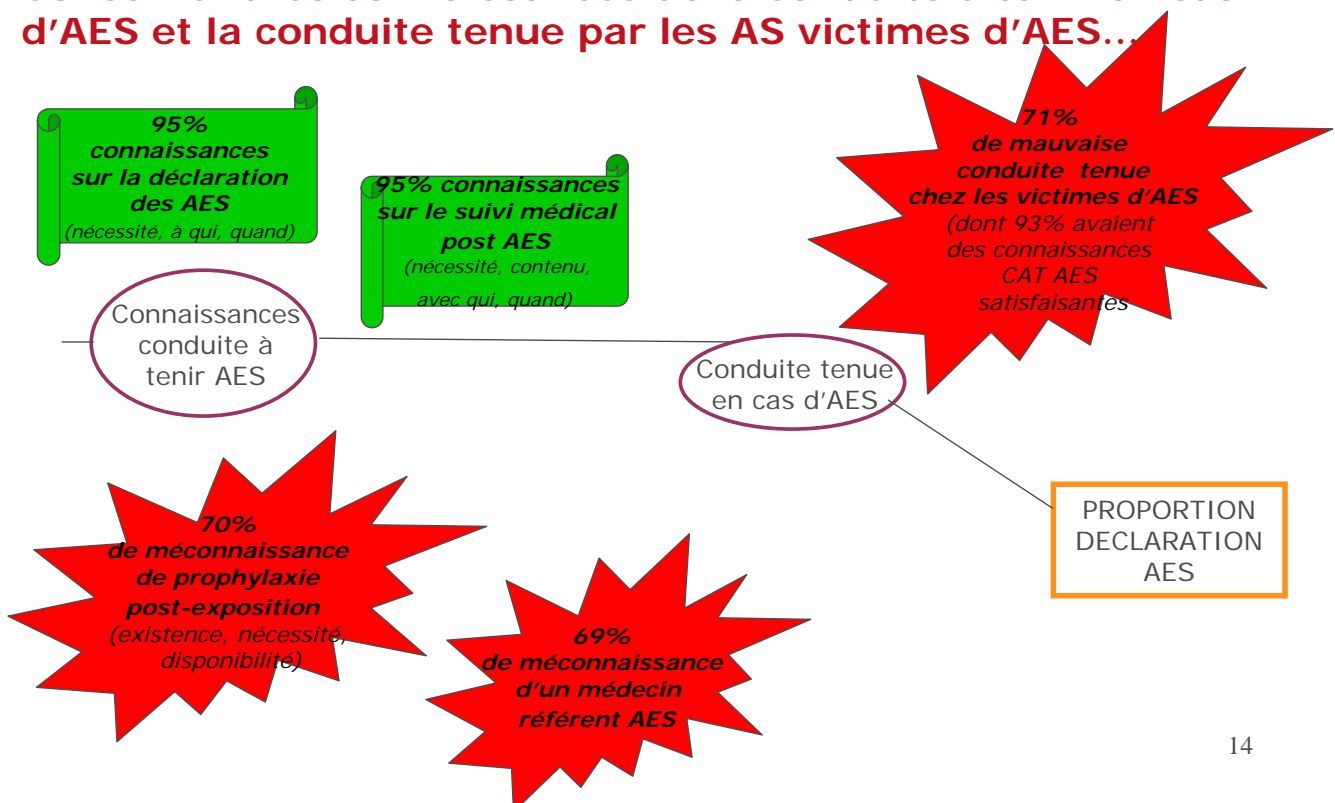 d'AES et la conduite tenue par les AS victimes d'AES…
95%
connaissances
sur la déclaration
des AES
(nécessité, à qui, quand)
95% connaissances
sur le suivi médical
post AES
(nécessité, contenu,
avec qui, quand)
71%
de mauvaise
conduite tenue
chez les victimes d'AES
(dont 93% avaient
des connaissances
CAT AES
satisfaisantes
Connaissances
conduite à
tenir AES
Conduite tenue
en cas d'AES
PROPORTION
DECLARATION
AES
70%
de méconnaissance
de prophylaxie
post-exposition
(existence, nécessité,
disponibilité)
69%
de méconnaissance
d'un médecin
référent AES
14